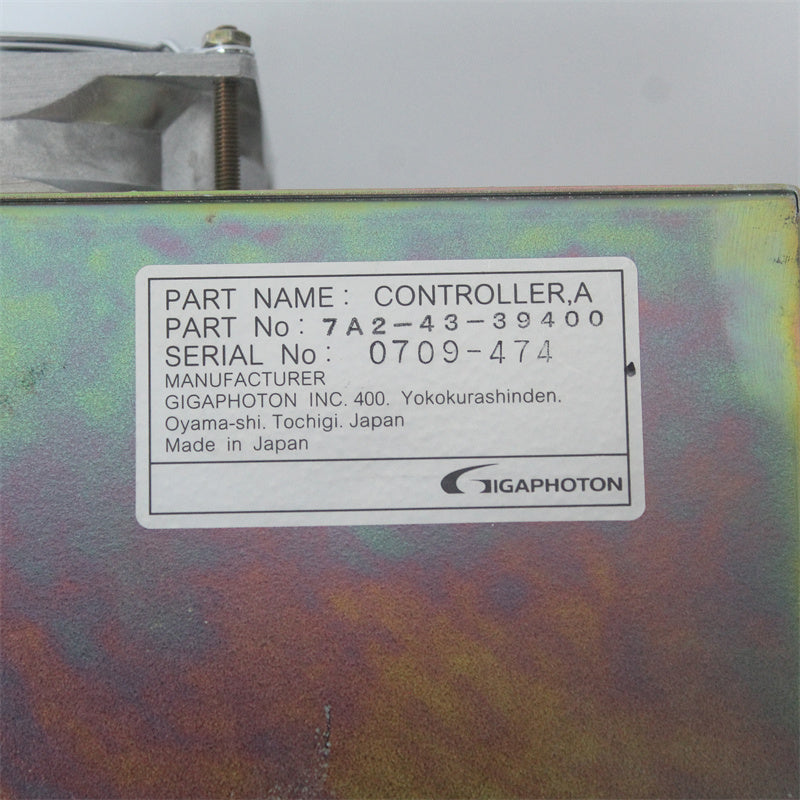 PART NAME: CONTROLLER,A
PART No: 7A2-43-39400
SERIAL No: 0709-474
MANUFACTURER
GIGAPHOTON INC. 400. Yokokurashinden.
Oyama-shi. Tochigi. Japan
Made in Japan
GIGAPHOTON